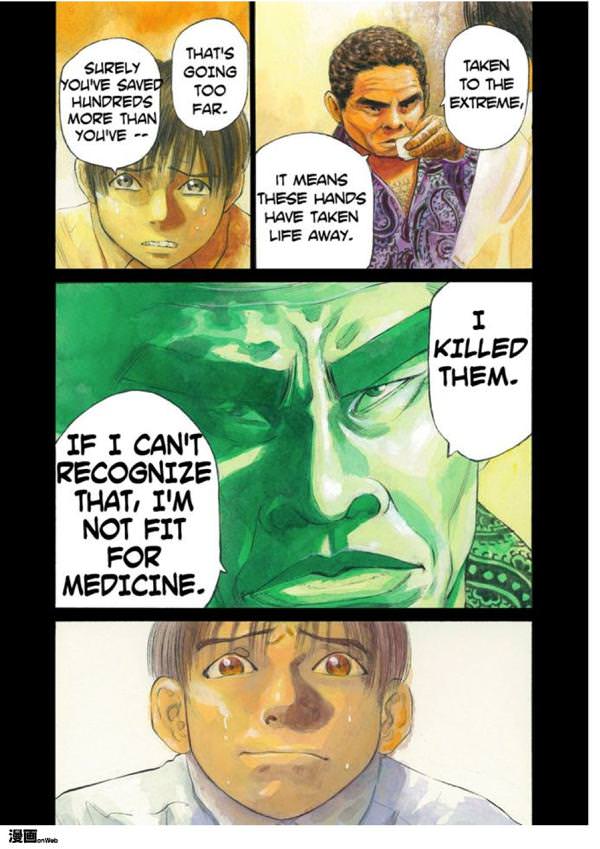 TAKEN
TO THE
EXTREME,
IT MEANS
THESE HANDS
HAVE TAKEN
LIFE AWAY.
THAT'S
GOING
TOO
FAR.
SURELY
YOU'VE SAVED
HUNDREDS
MORE THAN
YOU'VE --
I
KILLED
THEM.
IF I CAN'T
RECOGNIZE
THAT, I'M
NOT FIT
FOR
MEDICINE.
漫画onWeb